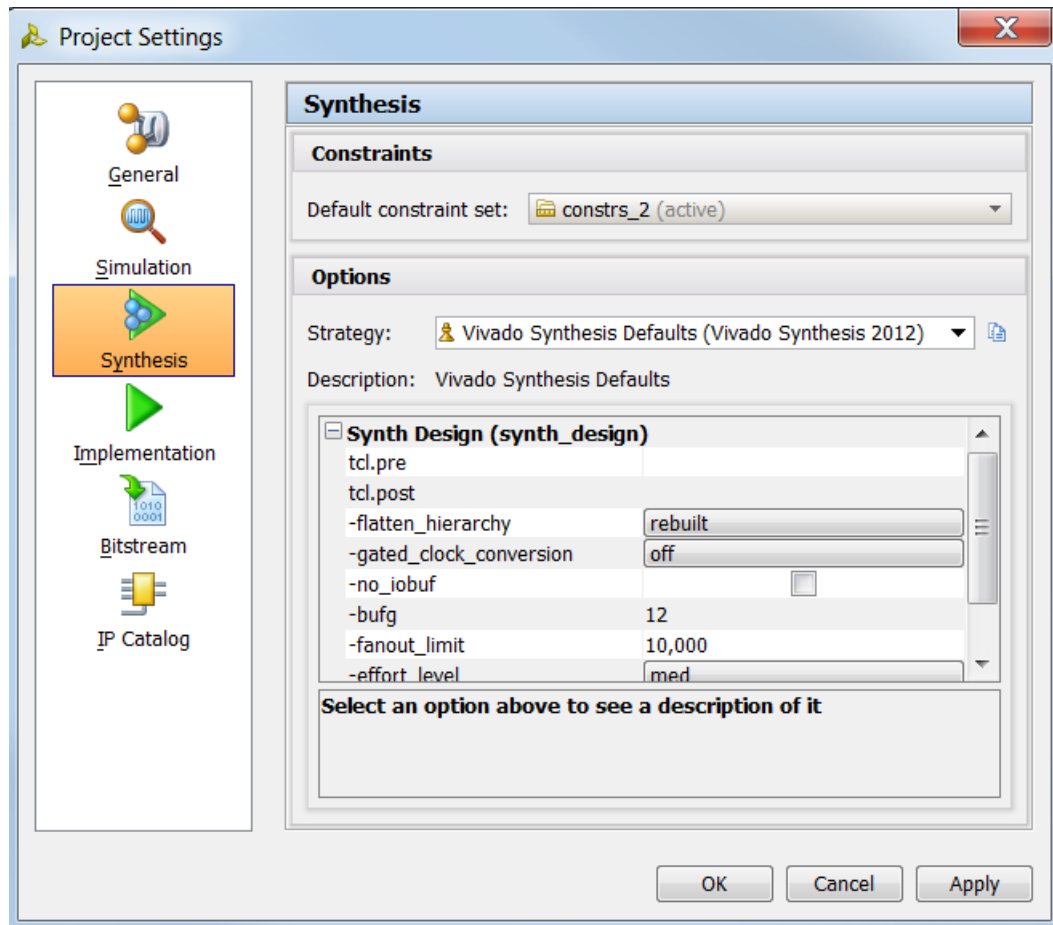 Project Settings
General
Simulation
Synthesis
Implementation
1010
0001
Bitstream
IP Catalog
Synthesis
Constraints
Default constraint set: constrs_2 (active)
Options
Strategy: Vivado Synthesis Defaults (Vivado Synthesis 2012)
Description: Vivado Synthesis Defaults
Synth Design (synth_design)
tcl.pre
tcl.post
-flatten_hierarchy rebuilt
-gated_clock_conversion off
-no_iobuf
-bufg 12
-fanout_limit 10,000
-effort_level med
Select an option above to see a description of it
OK Cancel Apply